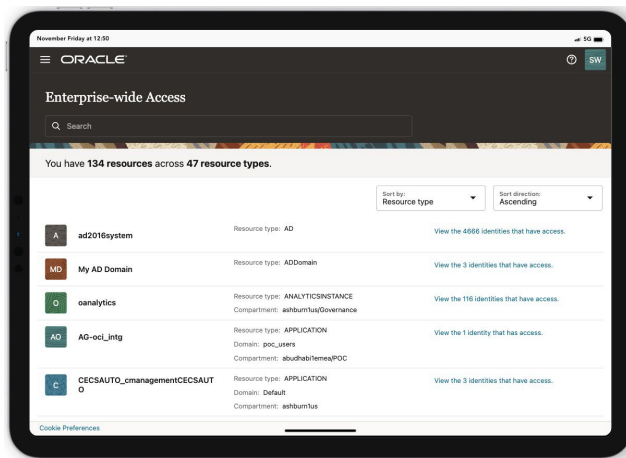 November Friday at 12:50
5G
ORACLE
SW
Enterprise-wide Access
Search
You have 134 resources across 47 resource types.
Sort by:
Resource type
Sort direction:
Ascending
A
ad2016system
Resource type: AD
View the 4666 identities that have access.
MD
My AD Domain
Resource type: ADDomain
View the 3 identities that have access.
O
oanalytics
Resource type: ANALYTICSINSTANCE
Compartment: ashburn1us/Governance
View the 116 identities that have access.
AO
AG-oci_intg
Resource type: APPLICATION
Domain: poc_users
Compartment: abudhabi1emea/POC
View the 1 identity that has access.
C
CECSAUTO_cmanagementCECSAUT
O
Resource type: APPLICATION
Domain: Default
Compartment: ashburn1us
View the 3 identities that have access.
Cookie Preferences